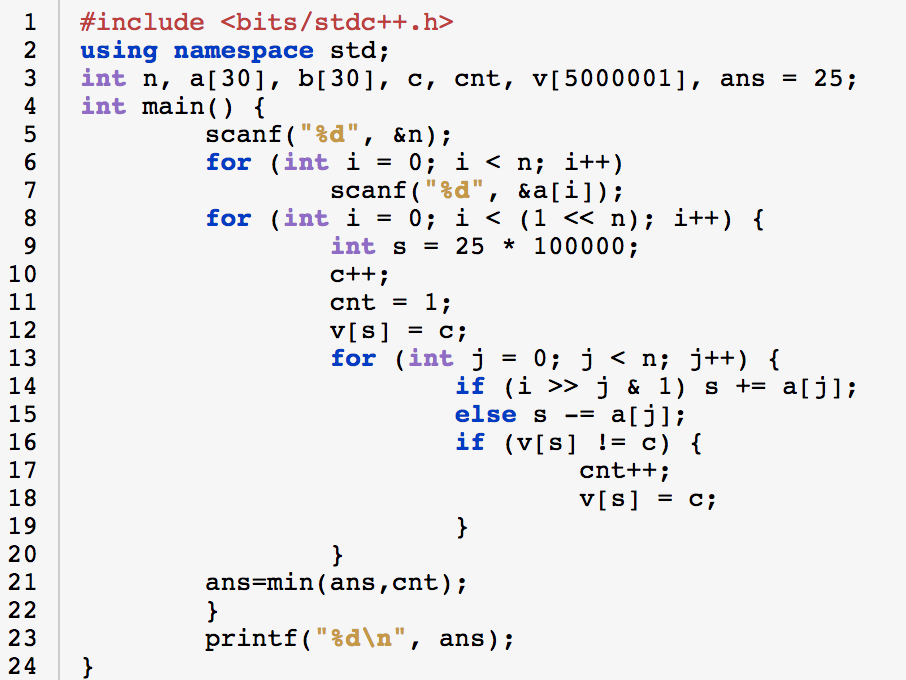 1 #include <bits/stdc++.h>
2 using namespace std;
3 int n, a[30], b[30], c, cnt, v[5000001], ans = 25;
4 int main() {
5 scanf("%d", &n);
6 for (int i = 0; i < n; i++)
7 scanf("%d", &a[i]);
8 for (int i = 0; i < (1 << n); i++) {
9 int s = 25 * 100000;
10 c++;
11 cnt = 1;
12 v[s] = c;
13 for (int j = 0; j < n; j++) {
14 if (i >> j & 1) s += a[j];
15 else s -= a[j];
16 if (v[s] != c) {
17 cnt++;
18 v[s] = c;
19 }
20 }
21 ans=min(ans,cnt);
22 }
23 printf("%d\n", ans);
24 }